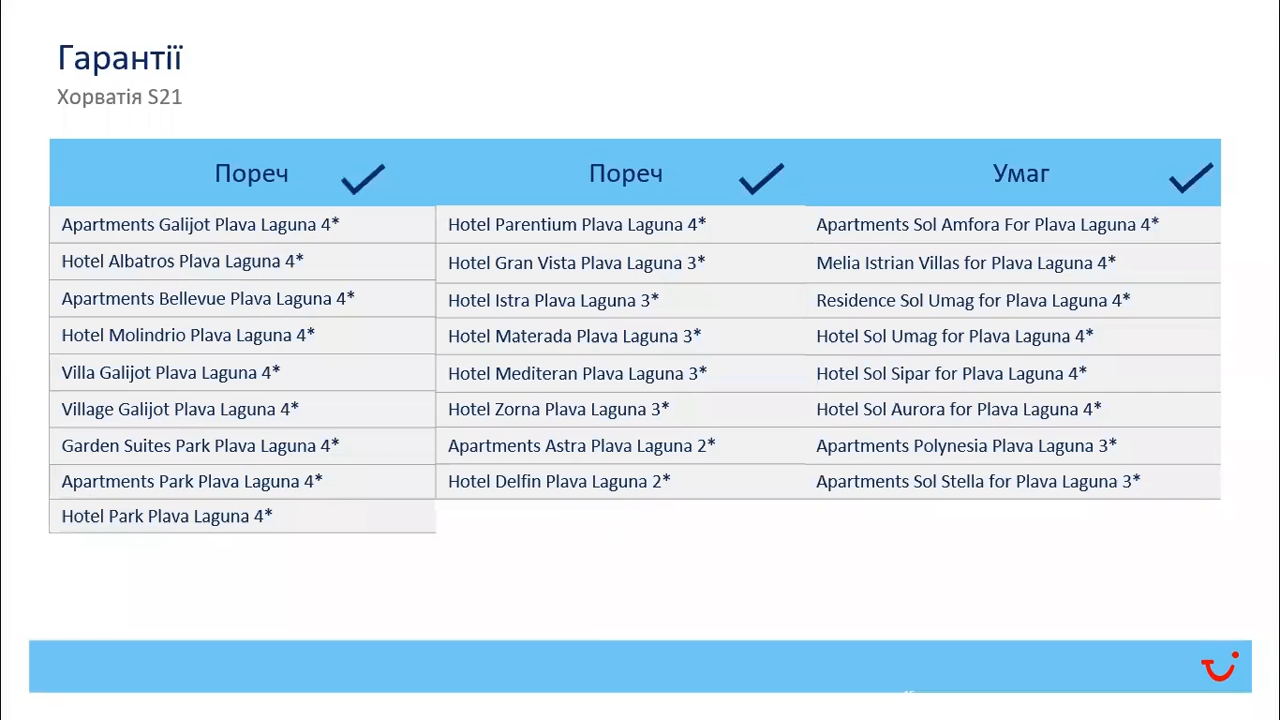 Гарантії
Хорватія S21
Пореч
Пореч
Умаг
Apartments Galijot Plava Laguna 4*
Hotel Parentium Plava Laguna 4*
Apartments Sol Amfora For Plava Laguna 4*
Hotel Albatros Plava Laguna 4*
Hotel Gran Vista Plava Laguna 3*
Melia Istrian Villas for Plava Laguna 4*
Apartments Bellevue Plava Laguna 4*
Hotel Istra Plava Laguna 3*
Residence Sol Umag for Plava Laguna 4*
Hotel Molindrio Plava Laguna 4*
Hotel Materada Plava Laguna 3*
Hotel Sol Umag for Plava Laguna 4*
Villa Galijot Plava Laguna 4*
Hotel Mediteran Plava Laguna 3*
Hotel Sol Sipar for Plava Laguna 4*
Village Galijot Plava Laguna 4*
Hotel Zorna Plava Laguna 3*
Hotel Sol Aurora for Plava Laguna 4*
Garden Suites Park Plava Laguna 4*
Apartments Astra Plava Laguna 2*
Apartments Polynesia Plava Laguna 3*
Apartments Park Plava Laguna 4*
Hotel Delfin Plava Laguna 2*
Apartments Sol Stella for Plava Laguna 3*
Hotel Park Plava Laguna 4*